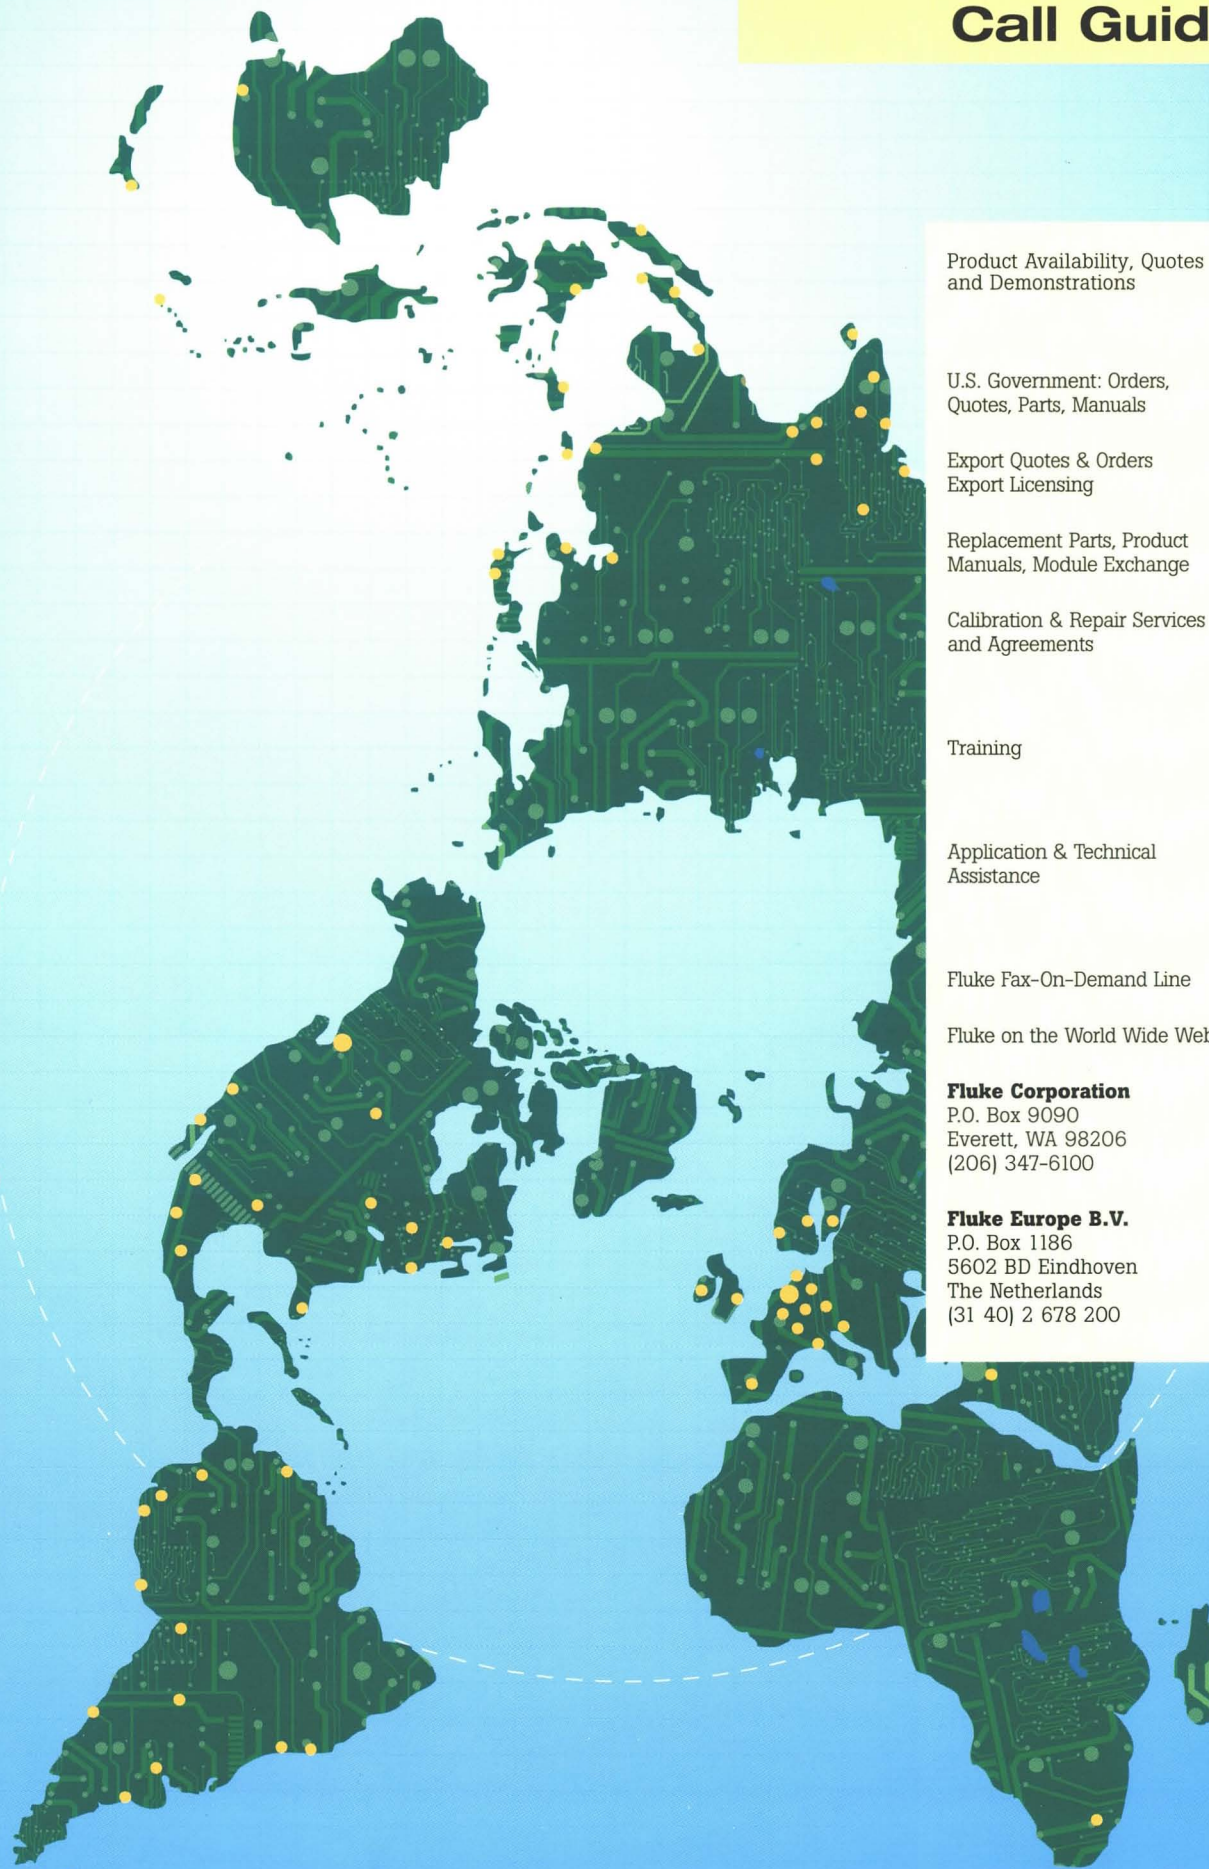 Call Guid
Product Availability, Quotes
and Demonstrations
U.S. Government: Orders,
Quotes, Parts, Manuals
Export Quotes & Orders
Export Licensing
Replacement Parts, Product
Manuals, Module Exchange
Calibration & Repair Services
and Agreements
Training
Application & Technical
Assistance
Fluke Fax-On-Demand Line
Fluke on the World Wide Web
Fluke Corporation
P.O. Box 9090
Everett, WA 98206
(206) 347-6100
Fluke Europe B.V.
P.O. Box 1186
5602 BD Eindhoven
The Netherlands
(31 40) 2 678 200